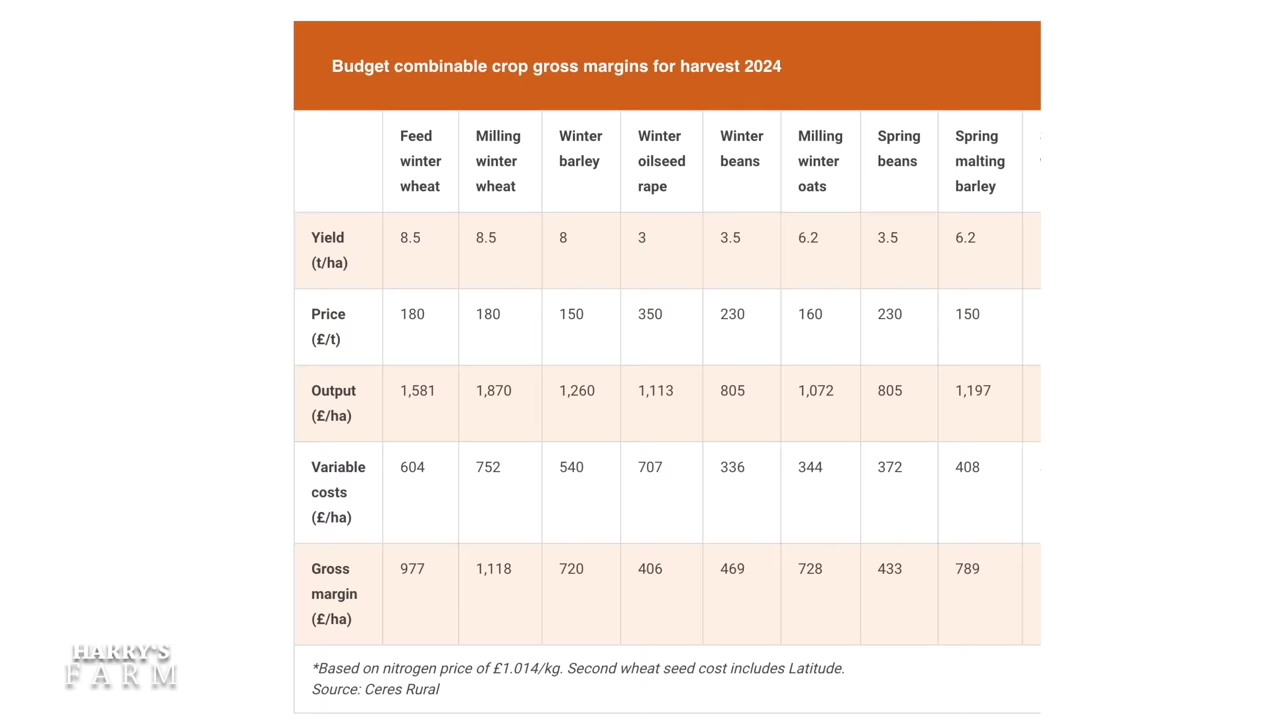 Budget combinable crop gross margins for harvest 2024
Feed winter wheat Milling winter wheat Winter barley Winter oilseed rape Winter beans Milling winter oats Spring beans Spring malting barley
Yield (t/ha) 8.5 8.5 8 3 3.5 6.2 3.5 6.2
Price (£/t) 180 180 150 350 230 160 230 150
Output (£/ha) 1,581 1,870 1,260 1,113 805 1,072 805 1,197
Variable costs (£/ha) 604 752 540 707 336 344 372 408
Gross margin (£/ha) 977 1,118 720 406 469 728 433 789
*Based on nitrogen price of £1.014/kg. Second wheat seed cost includes Latitude.
Source: Ceres Rural
HARRY'S
FARM